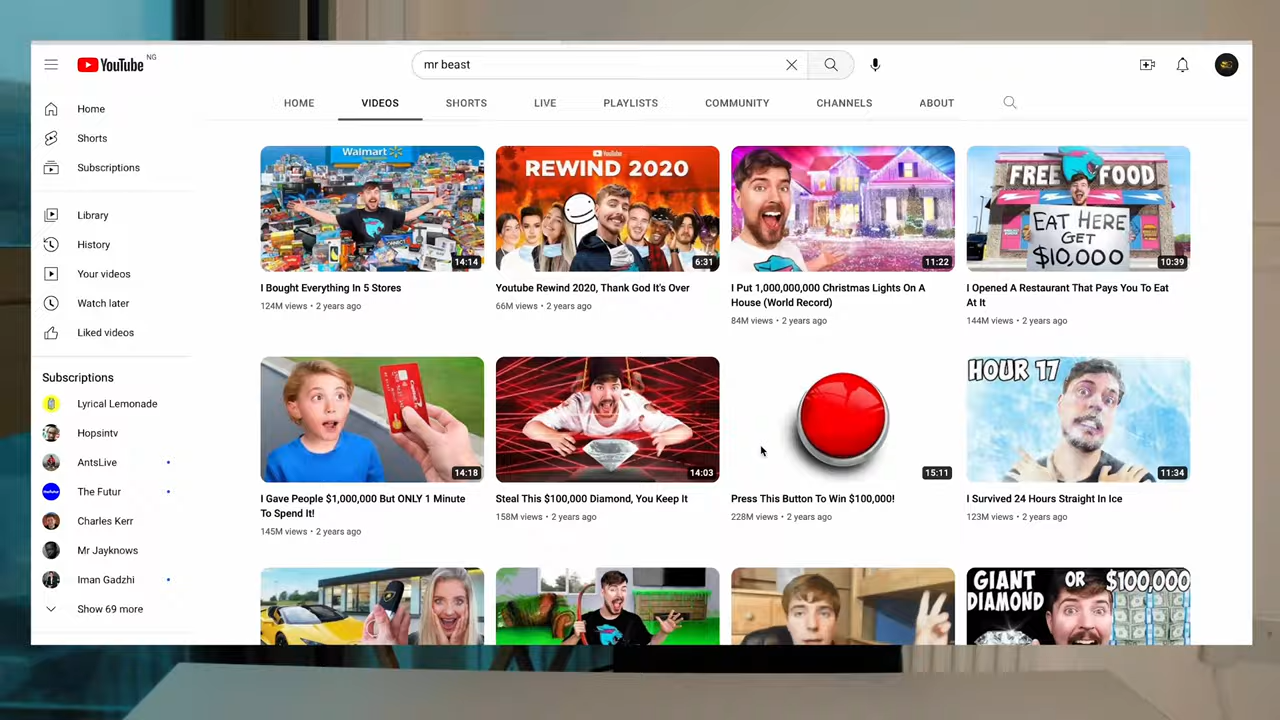 YouTube NG
mr beast
HOME VIDEOS SHORTS LIVE PLAYLISTS COMMUNITY CHANNELS ABOUT
Home
Shorts
Subscriptions
Library
History
Your videos
Watch later
Liked videos
Subscriptions
Lyrical Lemonade
Hopsintv
AntsLive
The Futur
Charles Kerr
Mr Jayknows
Iman Gadzhi
Show 69 more
Walmart
14:14
I Bought Everything In 5 Stores
124M views • 2 years ago
YouTube
REWIND 2020
6:31
Youtube Rewind 2020, Thank God It's Over
66M views • 2 years ago
11:22
I Put 1,000,000,000 Christmas Lights On A
House (World Record)
84M views • 2 years ago
FREE FOOD
EAT HERE
GET
$10,000
10:39
I Opened A Restaurant That Pays You To Eat
At It
144M views • 2 years ago
14:18
I Gave People $1,000,000 But ONLY 1 Minute
To Spend It!
145M views • 2 years ago
14:03
Steal This $100,000 Diamond, You Keep It
158M views • 2 years ago
15:11
Press This Button To Win $100,000!
228M views • 2 years ago
HOUR 17
11:34
I Survived 24 Hours Straight In Ice
123M views • 2 years ago
GIANT OR $100,000
DIAMOND